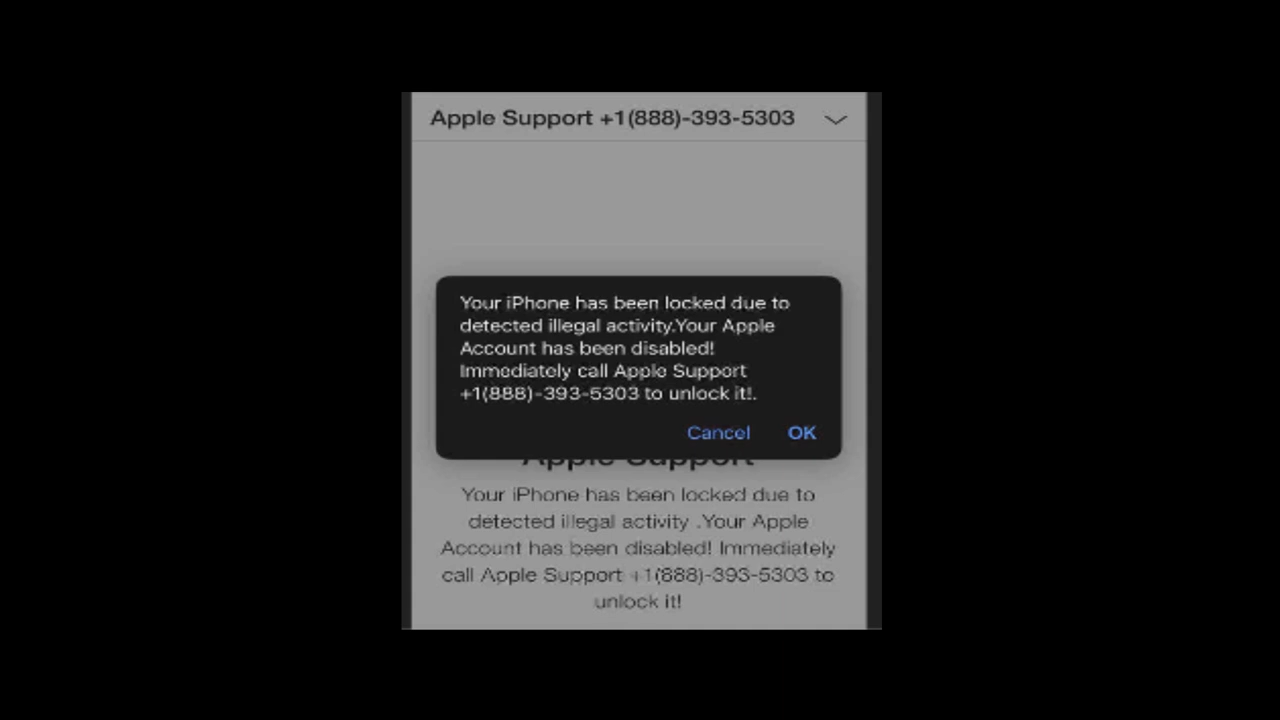 Apple Support +1(888)-393-5303
Your iPhone has been locked due to
detected illegal activity.Your Apple
Account has been disabled!
Immediately call Apple Support
+1(888)-393-5303 to unlock it!.
Cancel OK
Apple Support
Your iPhone has been locked due to
detected illegal activity .Your Apple
Account has been disabled! Immediately
call Apple Support +1(888)-393-5303 to
unlock it!